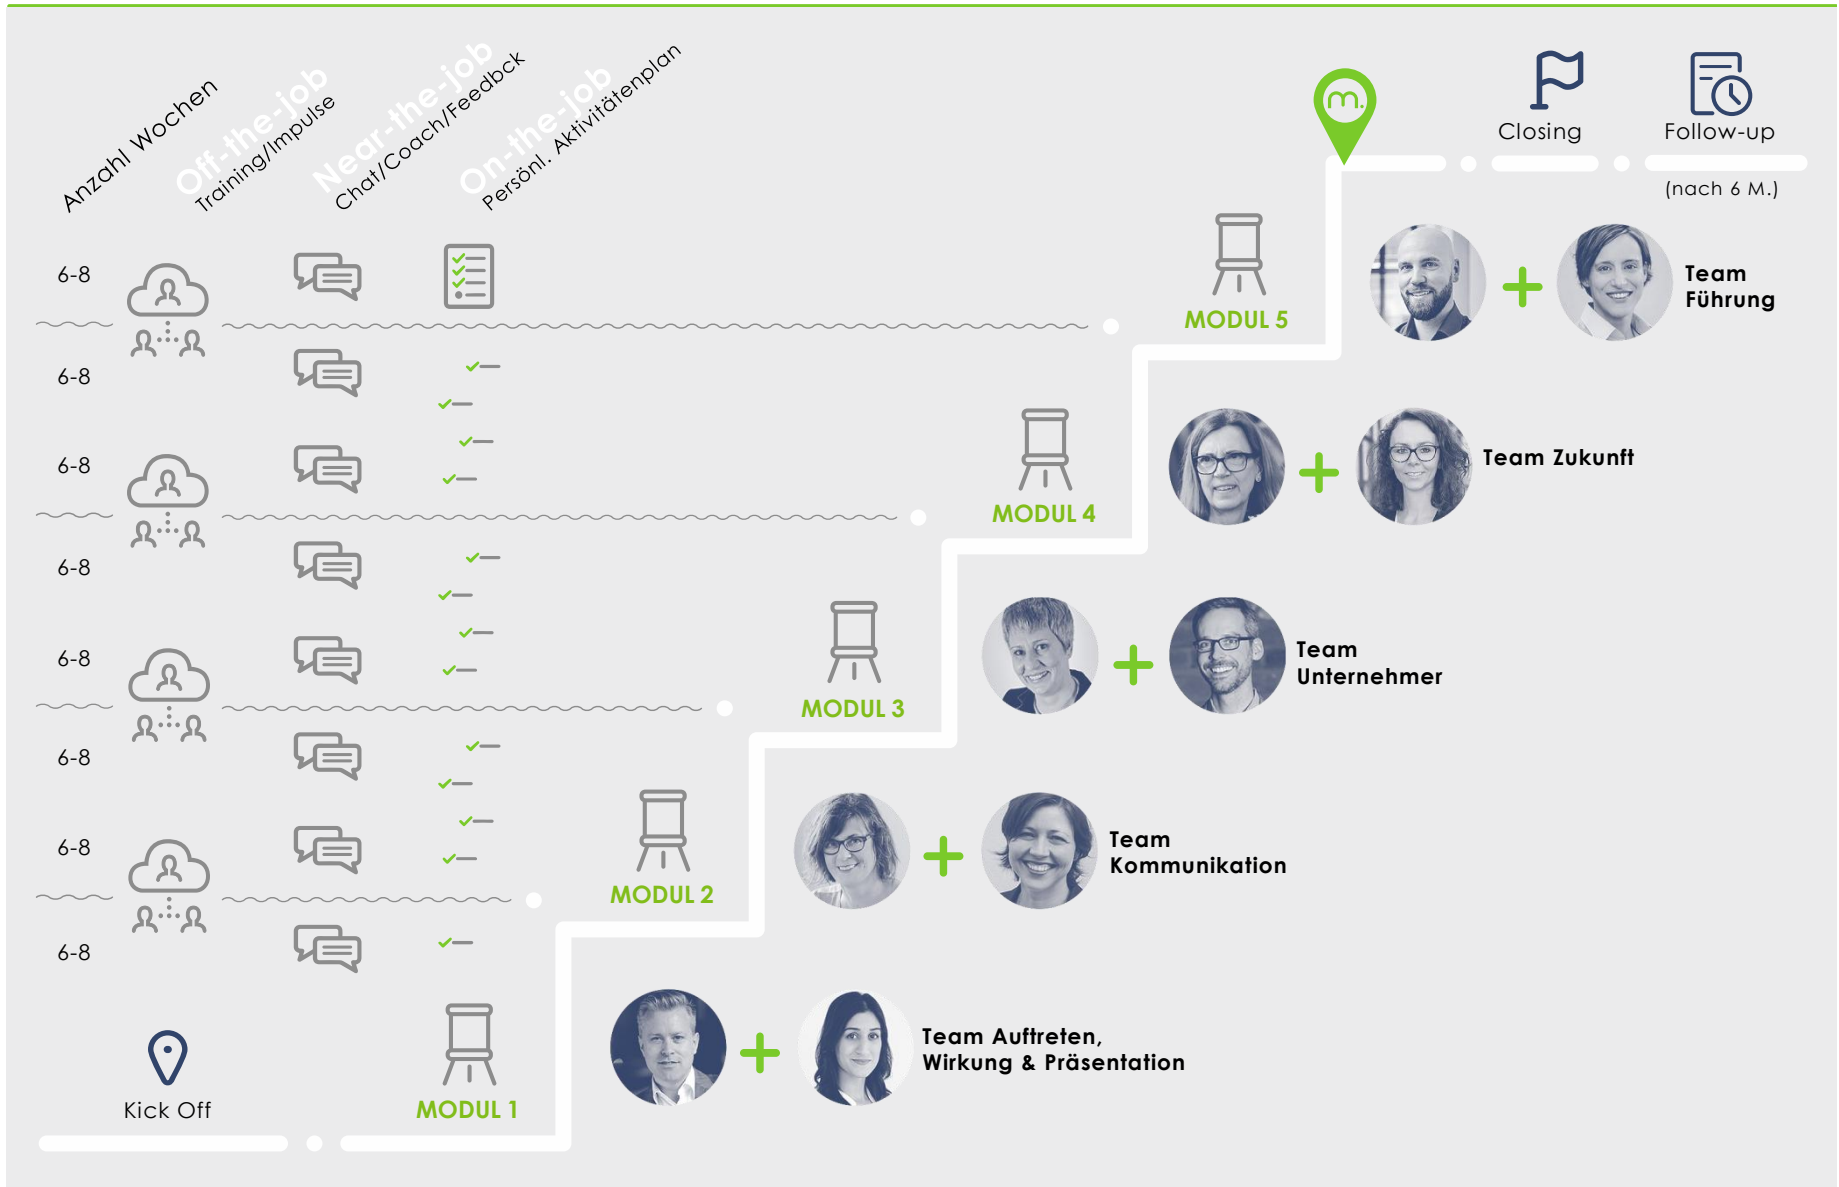 Anzahl Wochen
Off-the-job
Training/Impulse
Near-the-job
Chat/Coach/Feedbck
On-the-job
Persönl. Aktivitätenplan
m.
Closing
Follow-up
(nach 6 M.)
6-8
MODUL 5
Team
Führung
6-8
6-8
MODUL 4
Team Zukunft
6-8
6-8
MODUL 3
Team
Unternehmer
6-8
6-8
MODUL 2
Team
Kommunikation
6-8
Kick Off
MODUL 1
Team Auftreten,
Wirkung & Präsentation